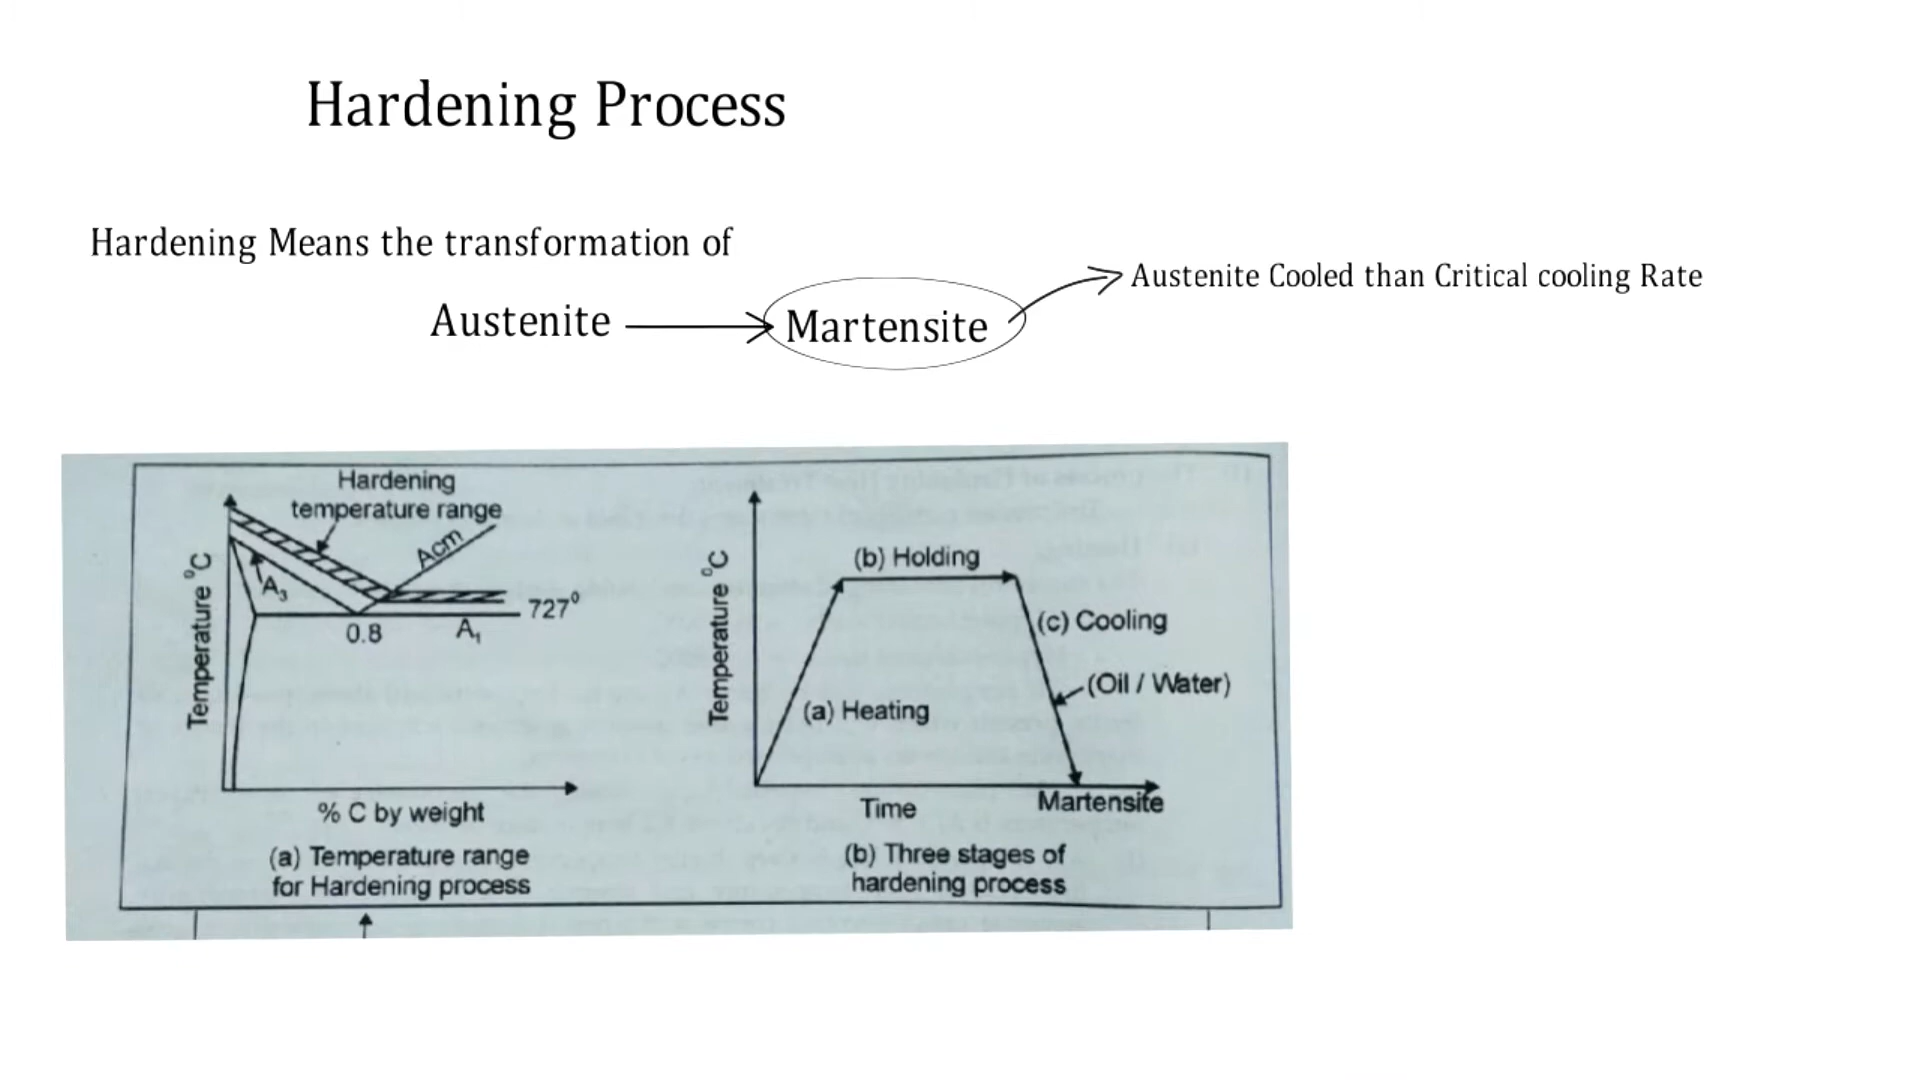 Hardening Process
Hardening Means the transformation of
Austenite
Martensite
Austenite Cooled than Critical cooling Rate
Hardening
temperature range
Acm
A₃
Temperature °C
0.8
A₁
727⁰
% C by weight
(a) Temperature range
for Hardening process
Temperature °C
(b) Holding
(c) Cooling
(Oil / Water)
(a) Heating
Time
Martensite
(b) Three stages of
hardening process